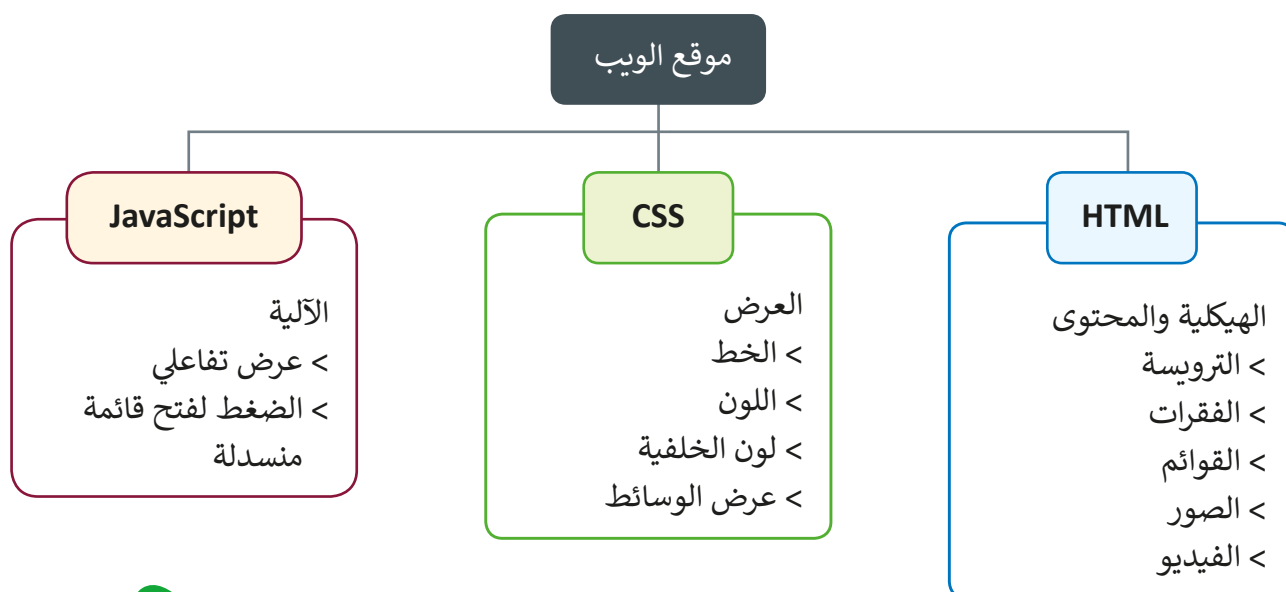 موقع الويب
HTML
الهيكلية والمحتوى
> الترويسة
> الفقرات
> القوائم
> الصور
> الفيديو
CSS
العرض
> الخط
> اللون
> لون الخلفية
> عرض الوسائط
JavaScript
الآلية
> عرض تفاعلي
> الضغط لفتح قائمة
منسدلة